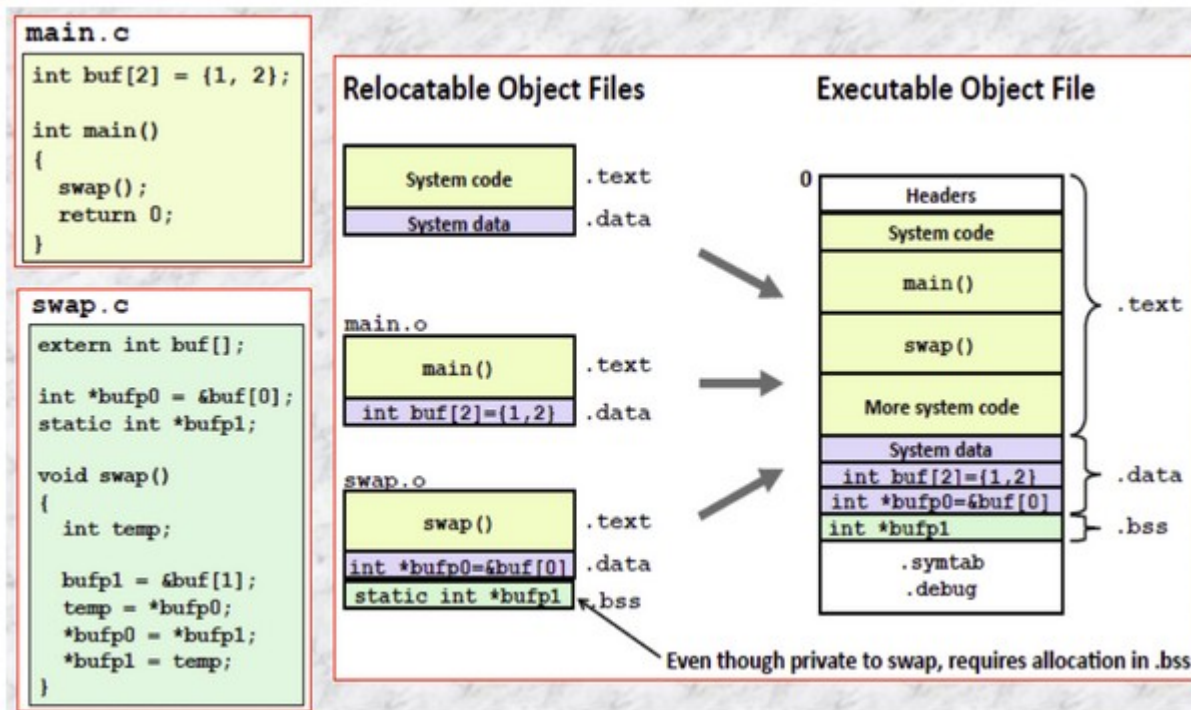 main.c
int buf[2] = {1, 2};
int main()
{
swap();
return 0;
}
swap.c
extern int buf[];
int *bufp0 = &buf[0];
static int *bufp1;
void swap()
{
int temp;
bufp1 = &buf[1];
temp = *bufp0;
*bufp0 = *bufp1;
*bufp1 = temp;
}
Relocatable Object Files
System code .text
System data .data
main.o
main() .text
int buf[2]={1,2} .data
swap.o
swap() .text
int *bufp0=&buf[0] .data
static int *bufp1 .bss
Even though private to swap, requires allocation in .bss
Executable Object File
0
Headers
System code
main()
swap()
More system code
.text
System data
int buf[2]={1,2}
int *bufp0=&buf[0]
.data
int *bufp1
.bss
.symtab
.debug